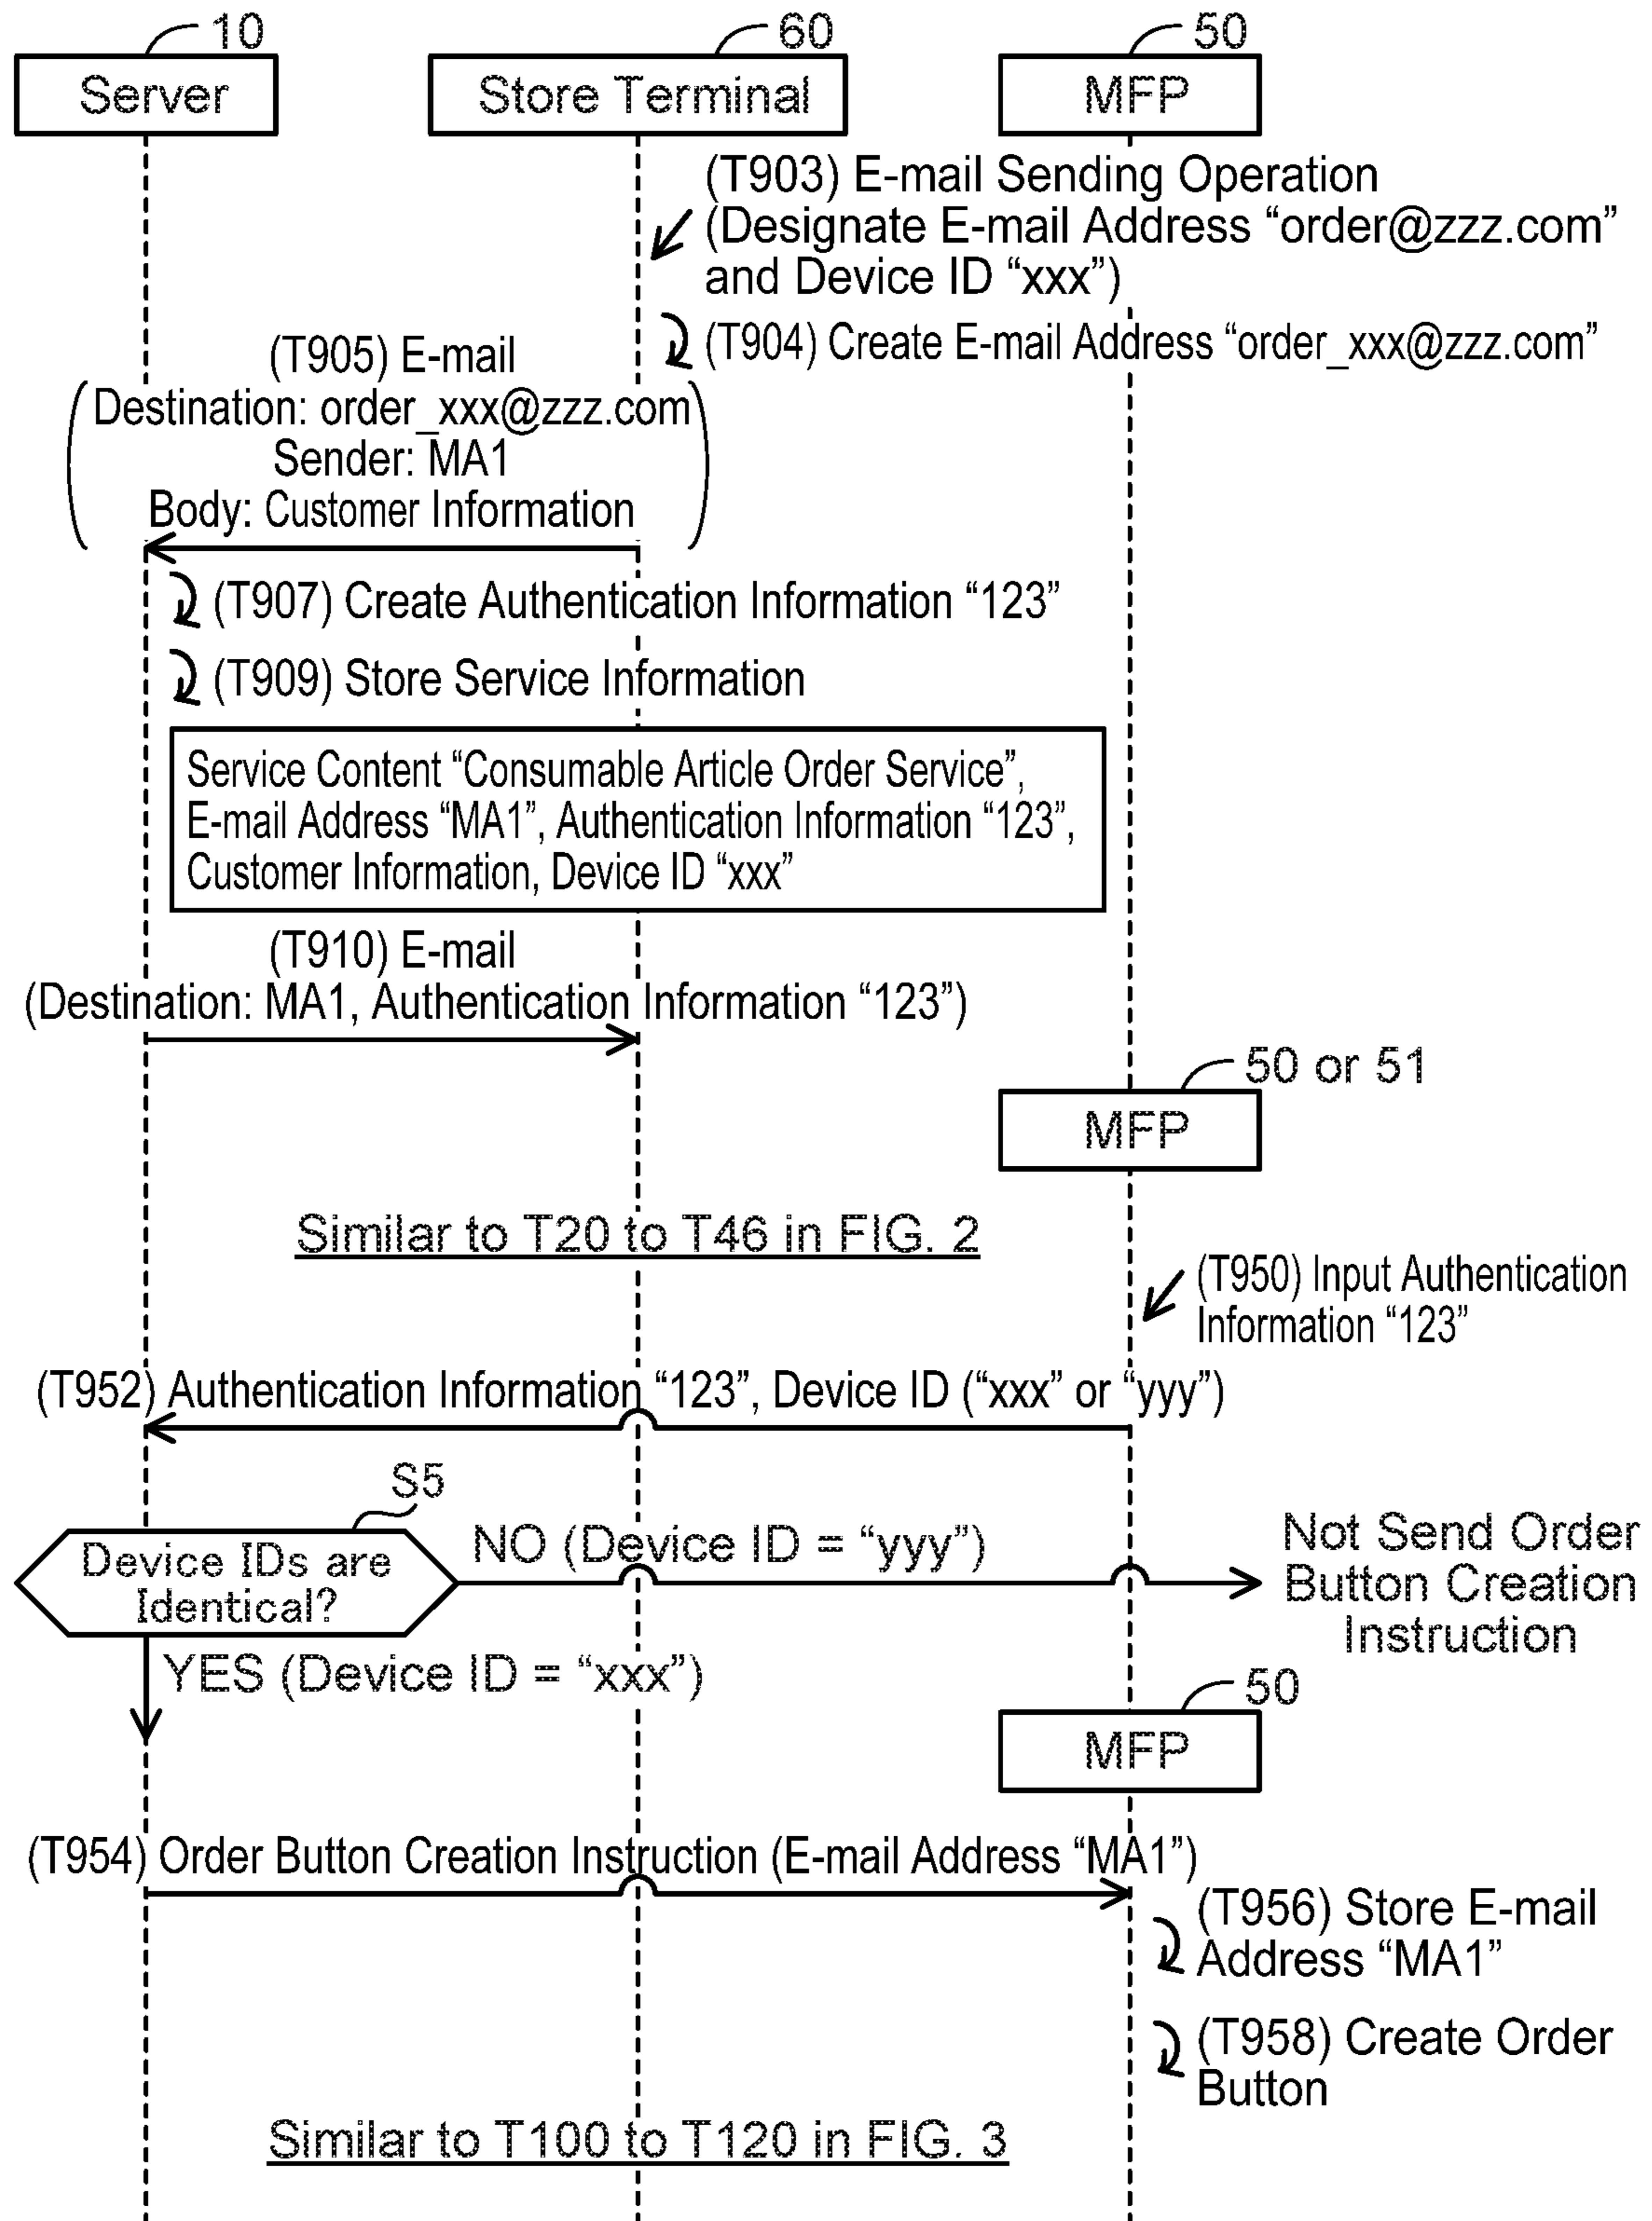 10
60
50
Server
Store Terminal
MFP
(T903) E-mail Sending Operation
(Designate E-mail Address “order@zzz.com”
and Device ID “xxx”)
(T904) Create E-mail Address “order_xxx@zzz.com”
(T905) E-mail
Destination: order_xxx@zzz.com
Sender: MA1
Body: Customer Information
(T907) Create Authentication Information “123”
(T909) Store Service Information
Service Content “Consumable Article Order Service”,
E-mail Address “MA1”, Authentication Information “123”,
Customer Information, Device ID “xxx”
(T910) E-mail
(Destination: MA1, Authentication Information “123”)
50 or 51
MFP
Similar to T20 to T46 in FIG. 2
(T950) Input Authentication
Information “123”
(T952) Authentication Information “123”, Device ID (“xxx” or “yyy”)
S5
Device IDs are
Identical?
NO (Device ID = “yyy”)
Not Send Order
Button Creation
Instruction
YES (Device ID = “xxx”)
50
MFP
(T954) Order Button Creation Instruction (E-mail Address “MA1”)
(T956) Store E-mail
Address “MA1”
(T958) Create Order
Button
Similar to T100 to T120 in FIG. 3